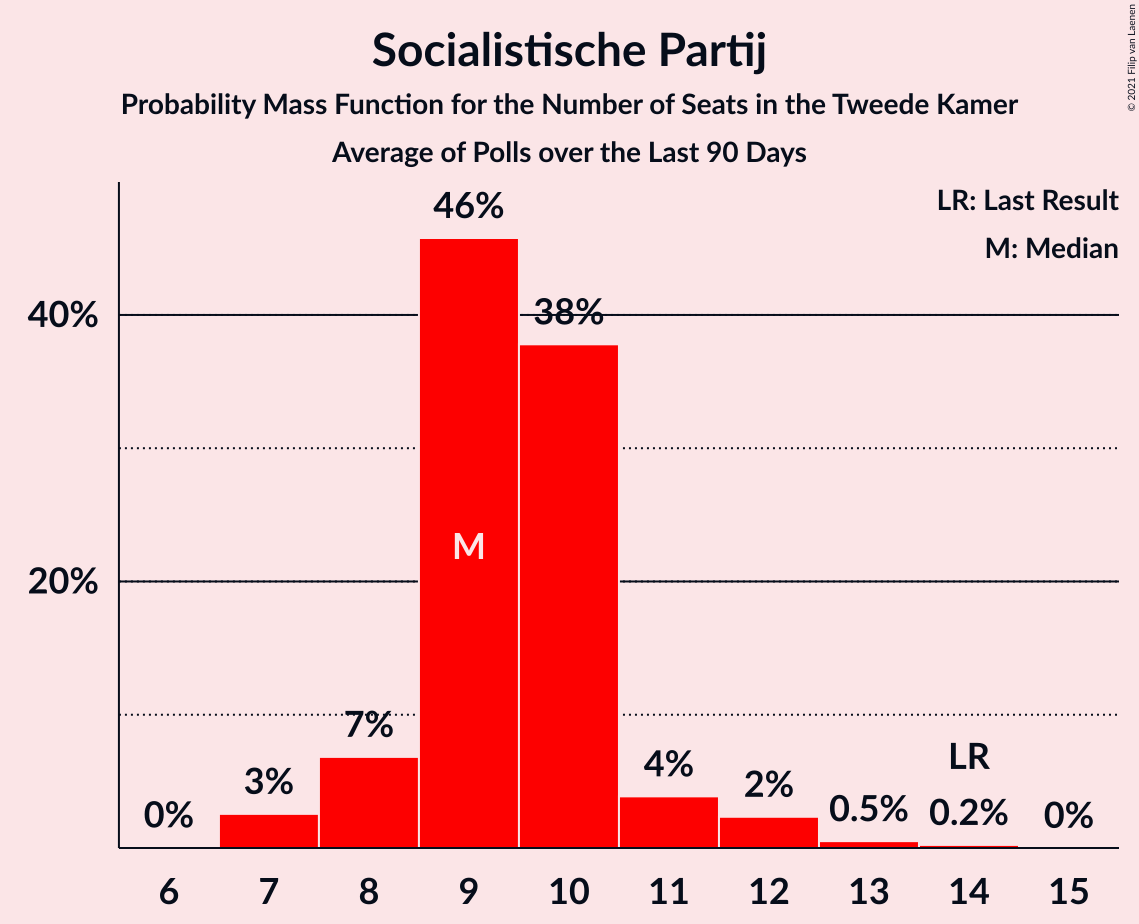 Socialistische Partij
Probability Mass Function for the Number of Seats in the Tweede Kamer
Average of Polls over the Last 90 Days
© 2021 Filip van Laenen
LR: Last Result
M: Median
46%
38%
40%
M
20%
7%
3%
0%
4%
2%
0.5%
LR
0.2%
0%
6 7 8 9 10 11 12 13 14 15